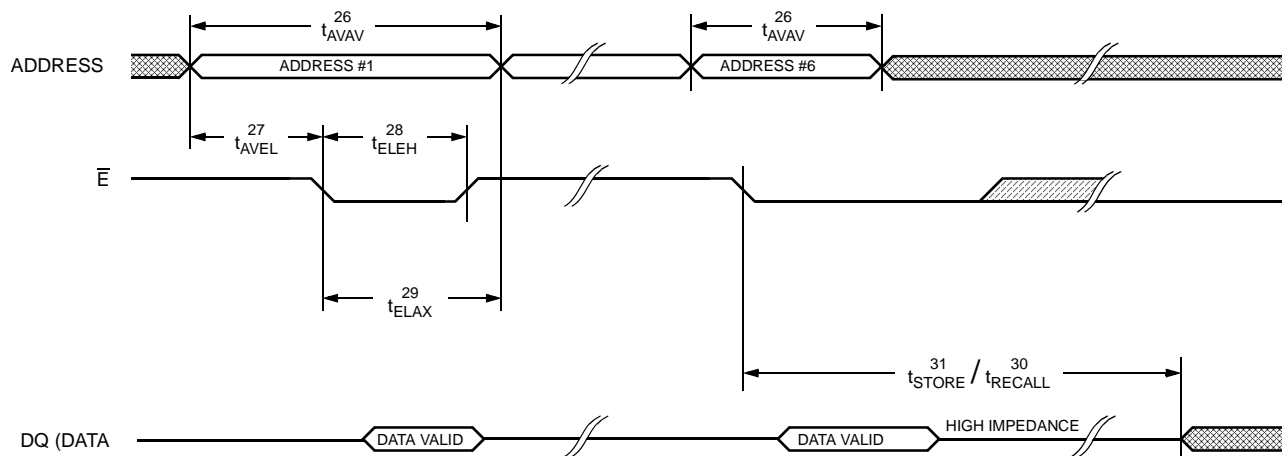 26
tAVAV
26
tAVAV
ADDRESS
ADDRESS #1
ADDRESS #6
27
tAVEL
28
tELEH
E
29
tELAX
31
30
tSTORE / tRECALL
DQ (DATA
DATA VALID
DATA VALID
HIGH IMPEDANCE